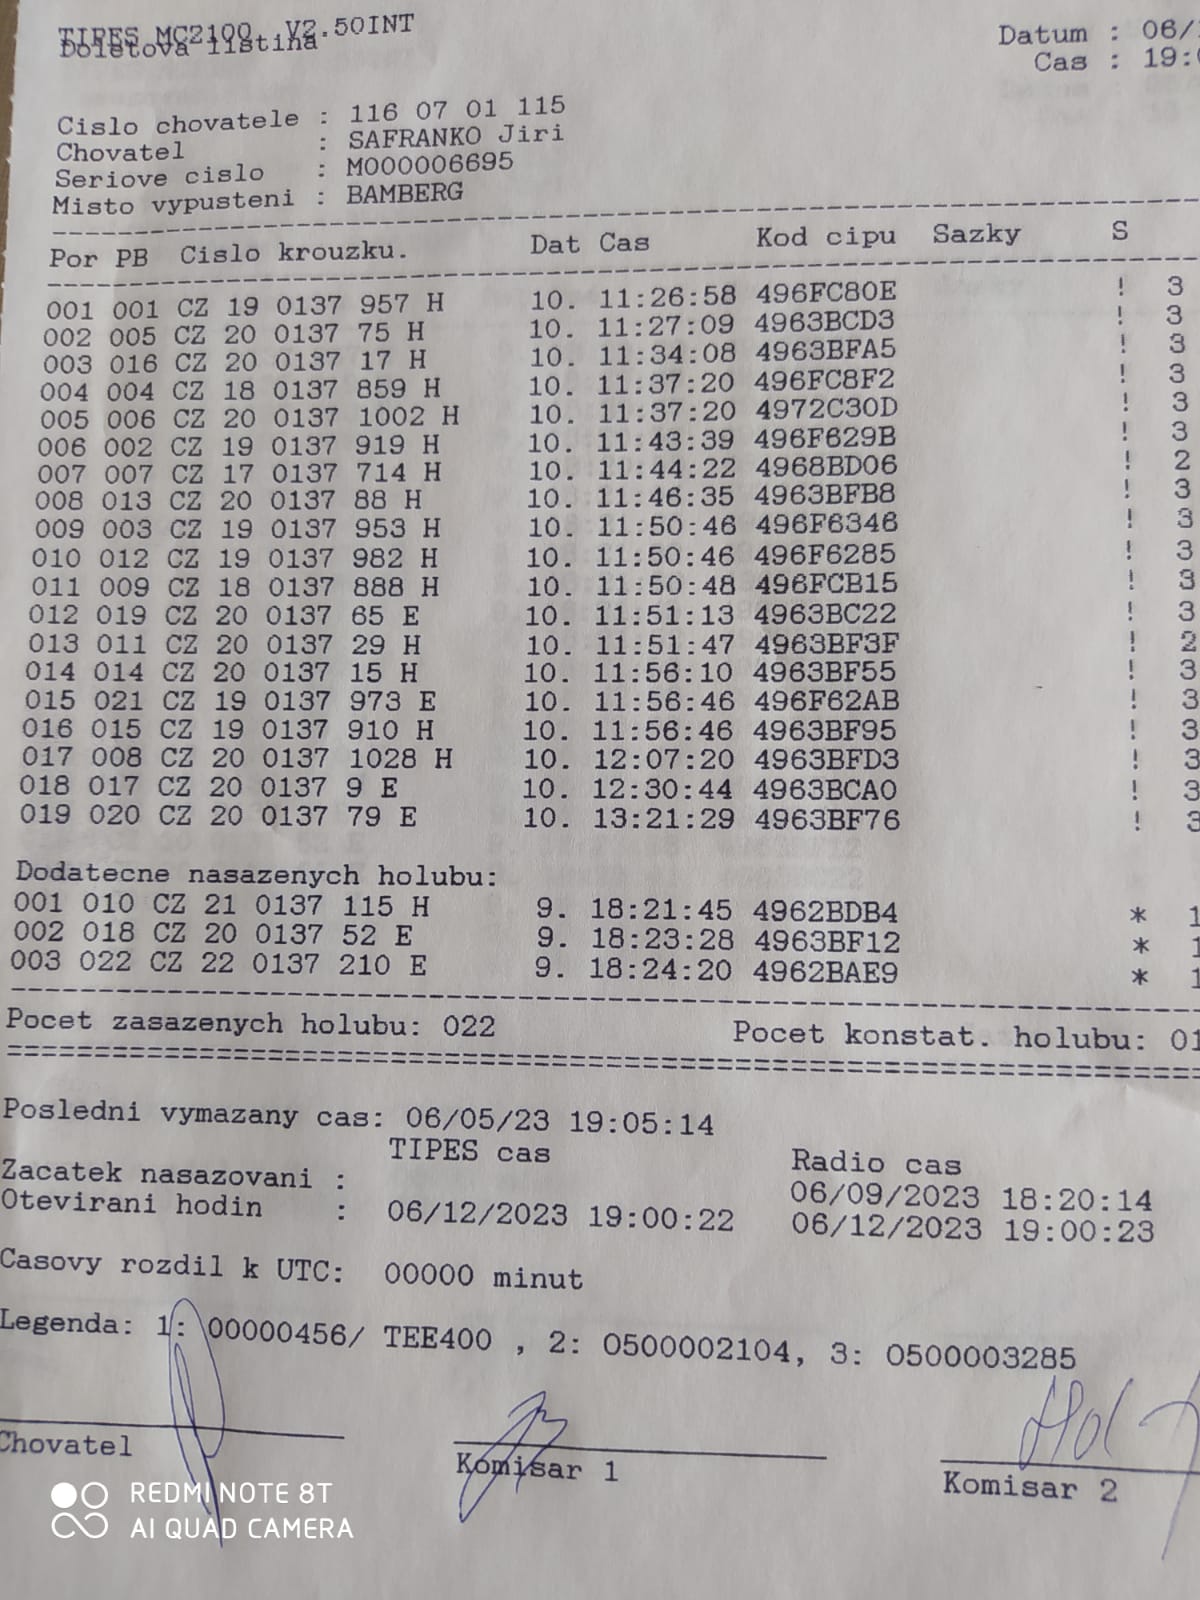 TIPES MC2100 V2.50INT
Doletova listina
Datum : 06/
Cas : 19:
Cislo chovatele : 116 07 01 115
Chovatel : SAFRANKO Jiri
Seriove cislo : M000006695
Misto vypusteni : BAMBERG
Por PB Cislo krouzku. Dat Cas Kod cipu Sazky S
001 001 CZ 19 0137 957 H 10. 11:26:58 496FC80E ! 3
002 005 CZ 20 0137 75 H 10. 11:27:09 4963BCD3 ! 3
003 016 CZ 20 0137 17 H 10. 11:34:08 4963BFA5 ! 3
004 004 CZ 18 0137 859 H 10. 11:37:20 496FC8F2 ! 3
005 006 CZ 20 0137 1002 H 10. 11:37:20 4972C30D ! 3
006 002 CZ 19 0137 919 H 10. 11:43:39 496F629B ! 3
007 007 CZ 17 0137 714 H 10. 11:44:22 4968BD06 ! 2
008 013 CZ 20 0137 88 H 10. 11:46:35 4963BFB8 ! 3
009 003 CZ 19 0137 953 H 10. 11:50:46 496F6346 ! 3
010 012 CZ 19 0137 982 H 10. 11:50:46 496F6285 ! 3
011 009 CZ 18 0137 888 H 10. 11:50:48 496FCB15 ! 3
012 019 CZ 20 0137 65 E 10. 11:51:13 4963BC22 ! 3
013 011 CZ 20 0137 29 H 10. 11:51:47 4963BF3F ! 2
014 014 CZ 20 0137 15 H 10. 11:56:10 4963BF55 ! 3
015 021 CZ 19 0137 973 E 10. 11:56:46 496F62AB ! 3
016 015 CZ 19 0137 910 H 10. 11:56:46 4963BF95 ! 3
017 008 CZ 20 0137 1028 H 10. 12:07:20 4963BFD3 ! 3
018 017 CZ 20 0137 9 E 10. 12:30:44 4963BCA0 ! 3
019 020 CZ 20 0137 79 E 10. 13:21:29 4963BF76 ! 3
Dodatecne nasazenych holubu:
001 010 CZ 21 0137 115 H 9. 18:21:45 4962BDB4 * 1
002 018 CZ 20 0137 52 E 9. 18:23:28 4963BF12 * 1
003 022 CZ 22 0137 210 E 9. 18:24:20 4962BAE9 * 1
Pocet zasazenych holubu: 022 Pocet konstat. holubu: 01
Posledni vymazany cas: 06/05/23 19:05:14
TIPES cas Radio cas
Zacatek nasazovani : 06/09/2023 18:20:14
Otevirani hodin : 06/12/2023 19:00:22 06/12/2023 19:00:23
Casovy rozdil k UTC: 00000 minut
Legenda: 1: 00000456/ TEE400 , 2: 0500002104, 3: 0500003285
Chovatel Komisar 1 Komisar 2
REDMI NOTE 8T
AI QUAD CAMERA